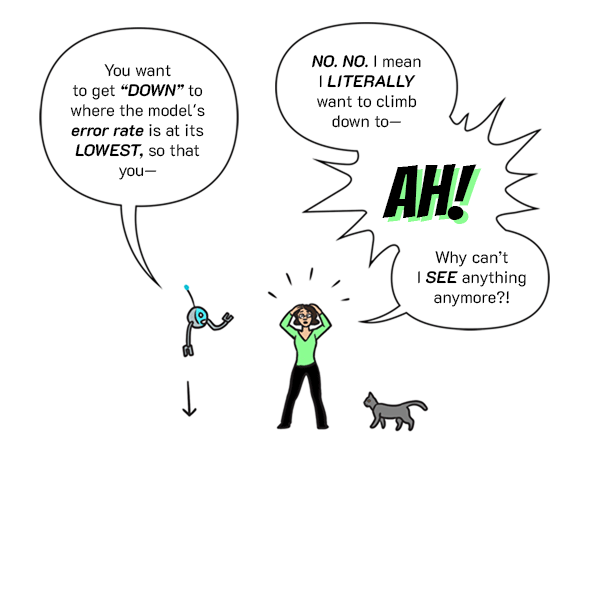 You want
to get “DOWN” to
where the model's
error rate is at its
LOWEST, so that
you—
NO. NO. I mean
I LITERALLY
want to climb
down to—
AH!
Why can’t
I SEE anything
anymore?!